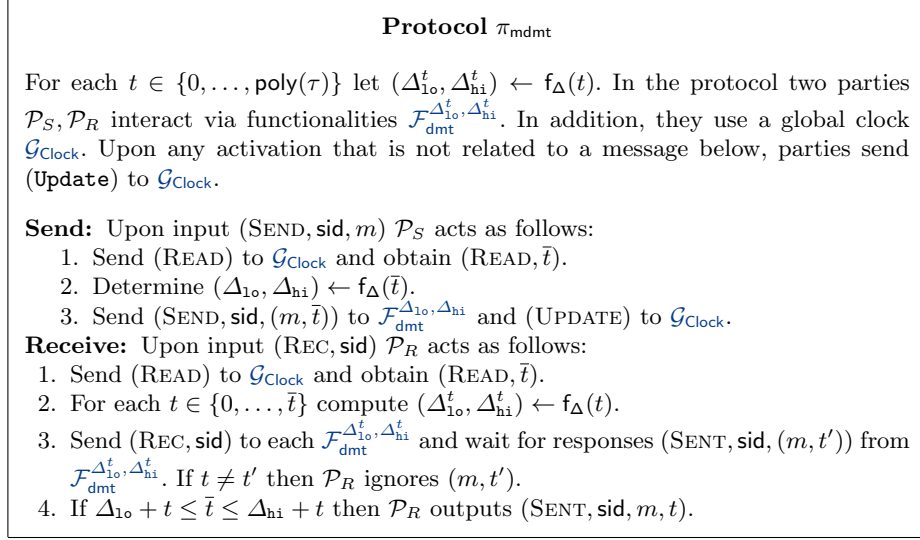 Protocol π_mdmt
For each t ∈ {0, . . . , poly(τ)} let (Δ^t_lo, Δ^t_hi) ← f_Δ(t). In the protocol two parties
P_S, P_R interact via functionalities F_dmt^{Δ^t_lo,Δ^t_hi}. In addition, they use a global clock
G_Clock. Upon any activation that is not related to a message below, parties send
(Update) to G_Clock.
Send: Upon input (SEND, sid, m) P_S acts as follows:
1. Send (READ) to G_Clock and obtain (READ, t̄).
2. Determine (Δ_lo, Δ_hi) ← f_Δ(t̄).
3. Send (SEND, sid, (m, t̄)) to F_dmt^{Δ_lo,Δ_hi} and (UPDATE) to G_Clock.
Receive: Upon input (REC, sid) P_R acts as follows:
1. Send (READ) to G_Clock and obtain (READ, t̄).
2. For each t ∈ {0, . . . , t̄} compute (Δ^t_lo, Δ^t_hi) ← f_Δ(t).
3. Send (REC, sid) to each F_dmt^{Δ^t_lo,Δ^t_hi} and wait for responses (SENT, sid, (m, t′)) from
F_dmt^{Δ^t_lo,Δ^t_hi}. If t ≠ t′ then P_R ignores (m, t′).
4. If Δ_lo + t ≤ t̄ ≤ Δ_hi + t then P_R outputs (SENT, sid, m, t).